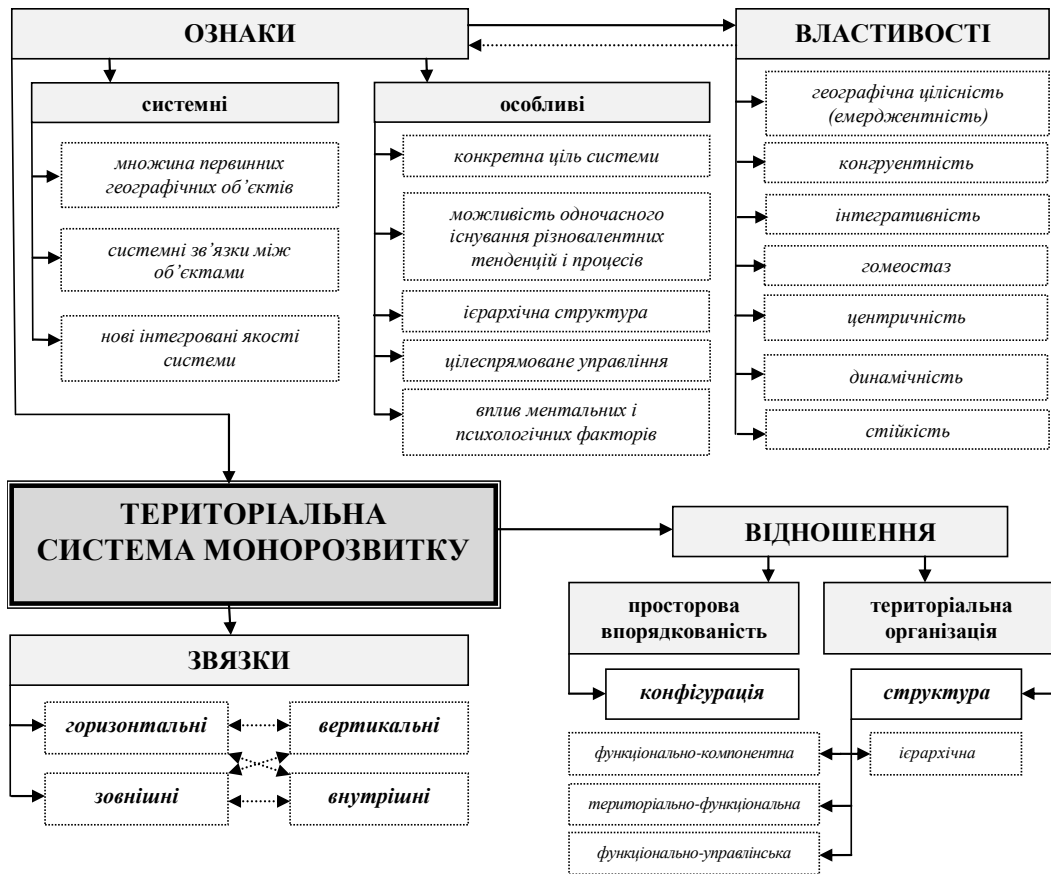 ОЗНАКИ
ВЛАСТИВОСТІ
системні
множина первинних
географічних об’єктів
системні зв’язки між
об’єктами
нові інтегровані якості
системи
особливі
конкретна ціль системи
можливість одночасного
існування різновалентних
тенденцій і процесів
ієрархічна структура
цілеспрямоване управління
вплив ментальних і
психологічних факторів
географічна цілісність
(емерджентність)
конгруентність
інтегративність
гомеостаз
центричність
динамічність
стійкість
ТЕРИТОРІАЛЬНА
СИСТЕМА МОНОРОЗВИТКУ
ВІДНОШЕННЯ
просторова
впорядкованість
територіальна
організація
конфігурація
структура
функціонально-компонентна
ієрархічна
територіально-функціональна
функціонально-управлінська
ЗВЯЗКИ
горизонтальні
вертикальні
зовнішні
внутрішні